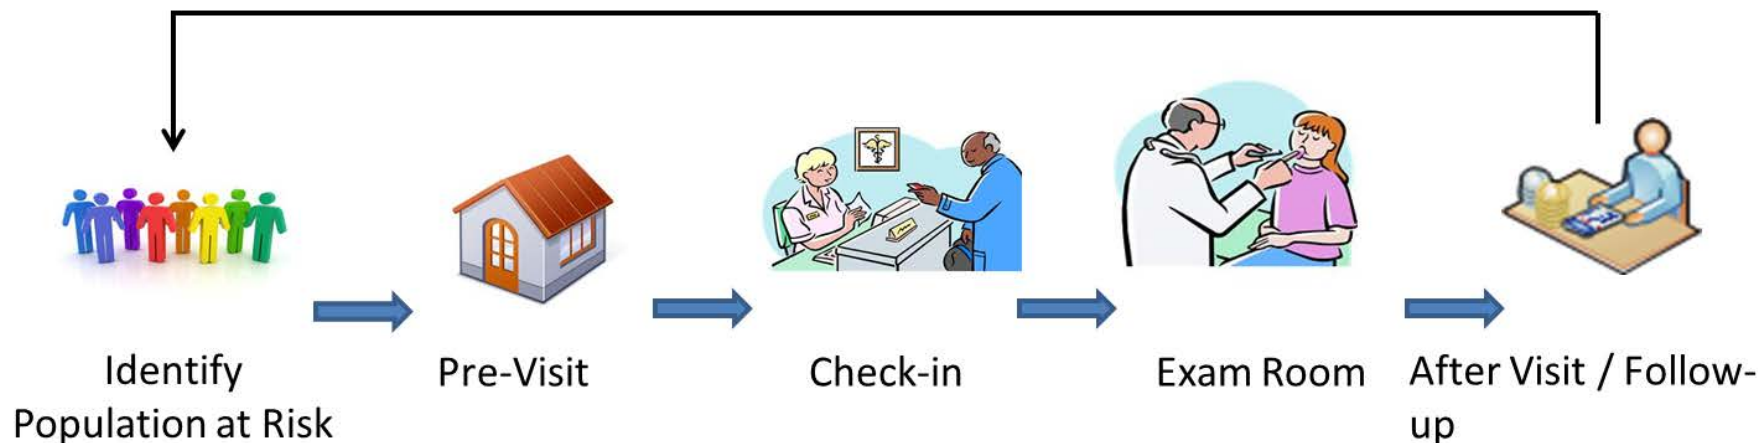 Identify
Population at Risk
Pre-Visit
Check-in
Exam Room
After Visit / Follow-
up